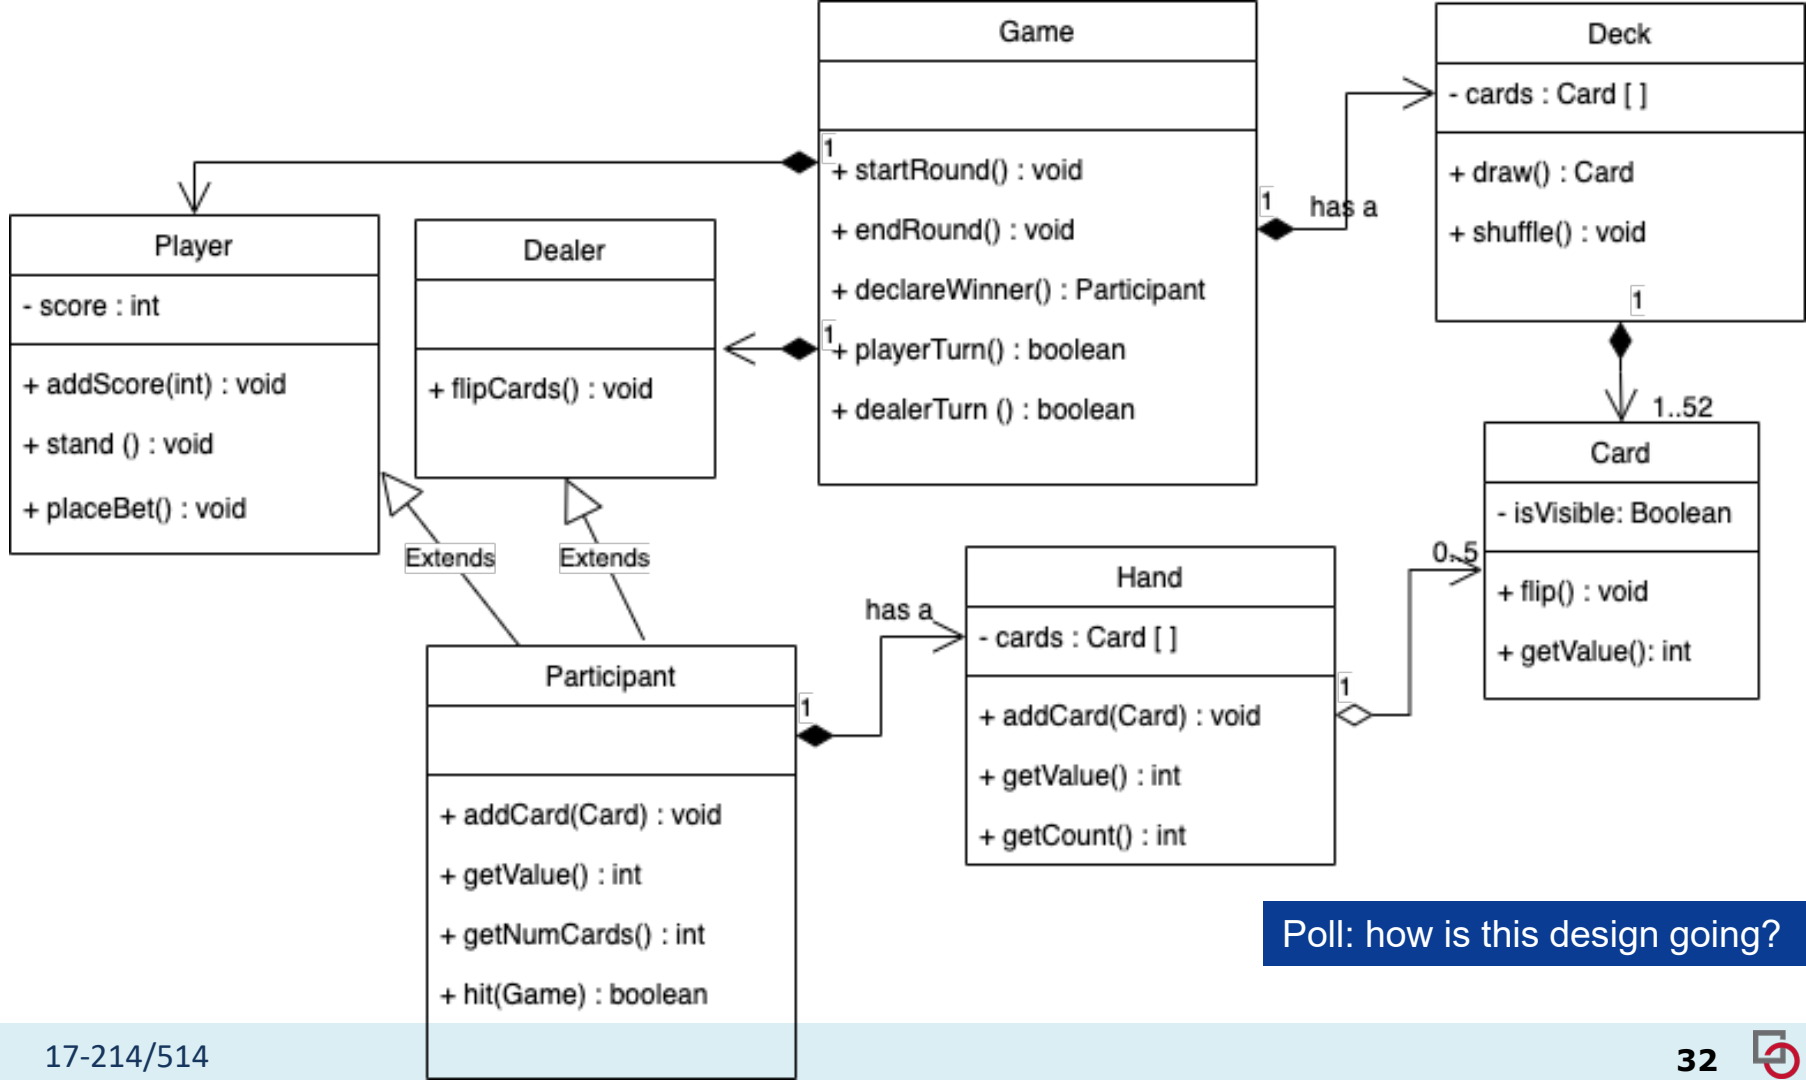 Game
+ startRound() : void
+ endRound() : void
+ declareWinner() : Participant
+ playerTurn() : boolean
+ dealerTurn () : boolean
1
1
1
has a
Deck
- cards : Card [ ]
+ draw() : Card
+ shuffle() : void
1
1..52
Player
- score : int
+ addScore(int) : void
+ stand () : void
+ placeBet() : void
Dealer
+ flipCards() : void
Extends
Extends
Card
- isVisible: Boolean
+ flip() : void
+ getValue(): int
Participant
+ addCard(Card) : void
+ getValue() : int
+ getNumCards() : int
+ hit(Game) : boolean
1
has a
Hand
- cards : Card [ ]
+ addCard(Card) : void
+ getValue() : int
+ getCount() : int
1
0..5
Poll: how is this design going?
17-214/514
32